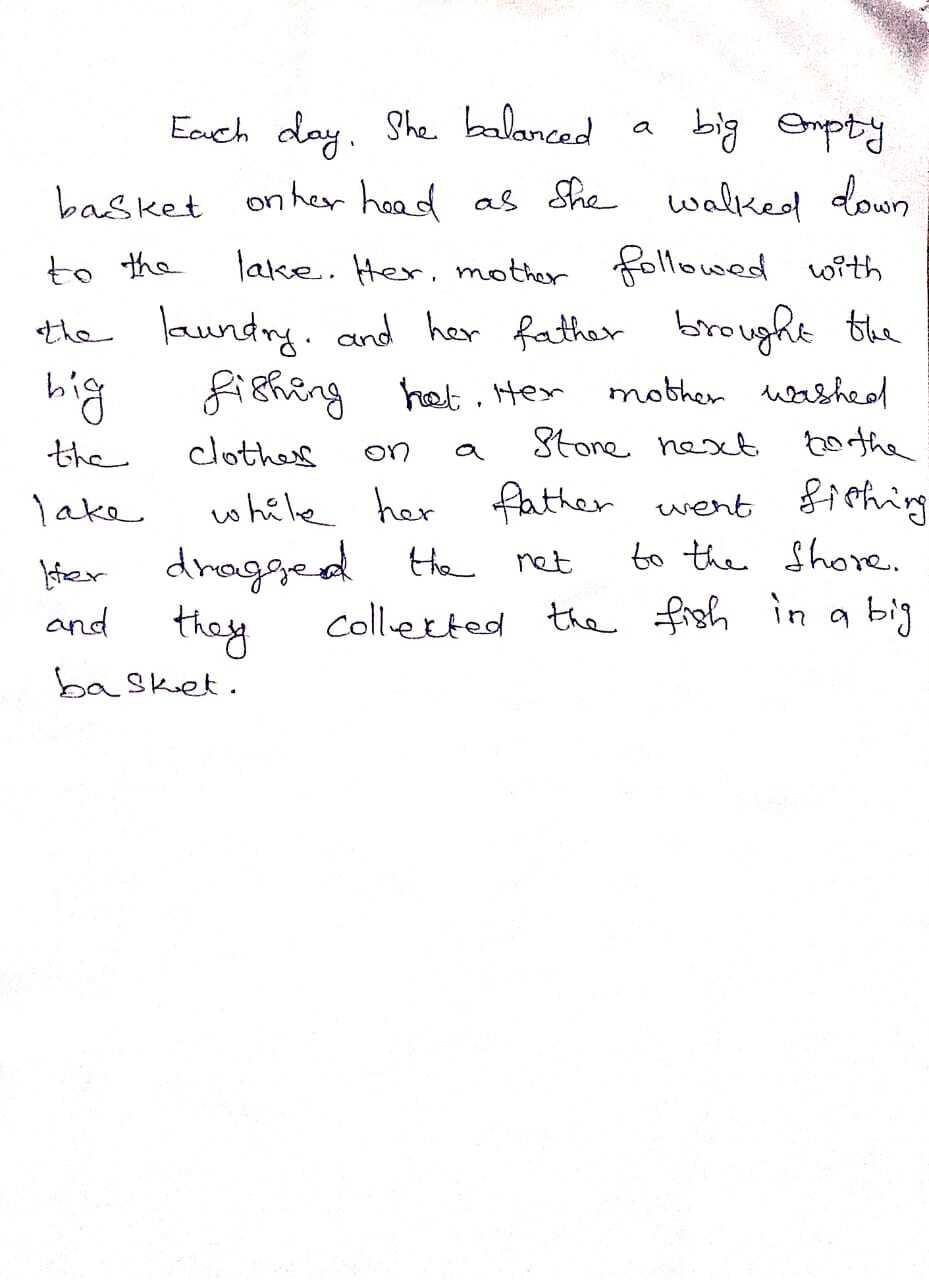 Each day. She balanced a big empty
basket on her head as she walked down
to the lake. Her. mother followed with
the laundry. and her father brought the
big fishing net. Her mother washed
the clothes on a stone next to the
lake while her father went fishing
Her dragged the net to the shore.
and they collected the fish in a big
basket.